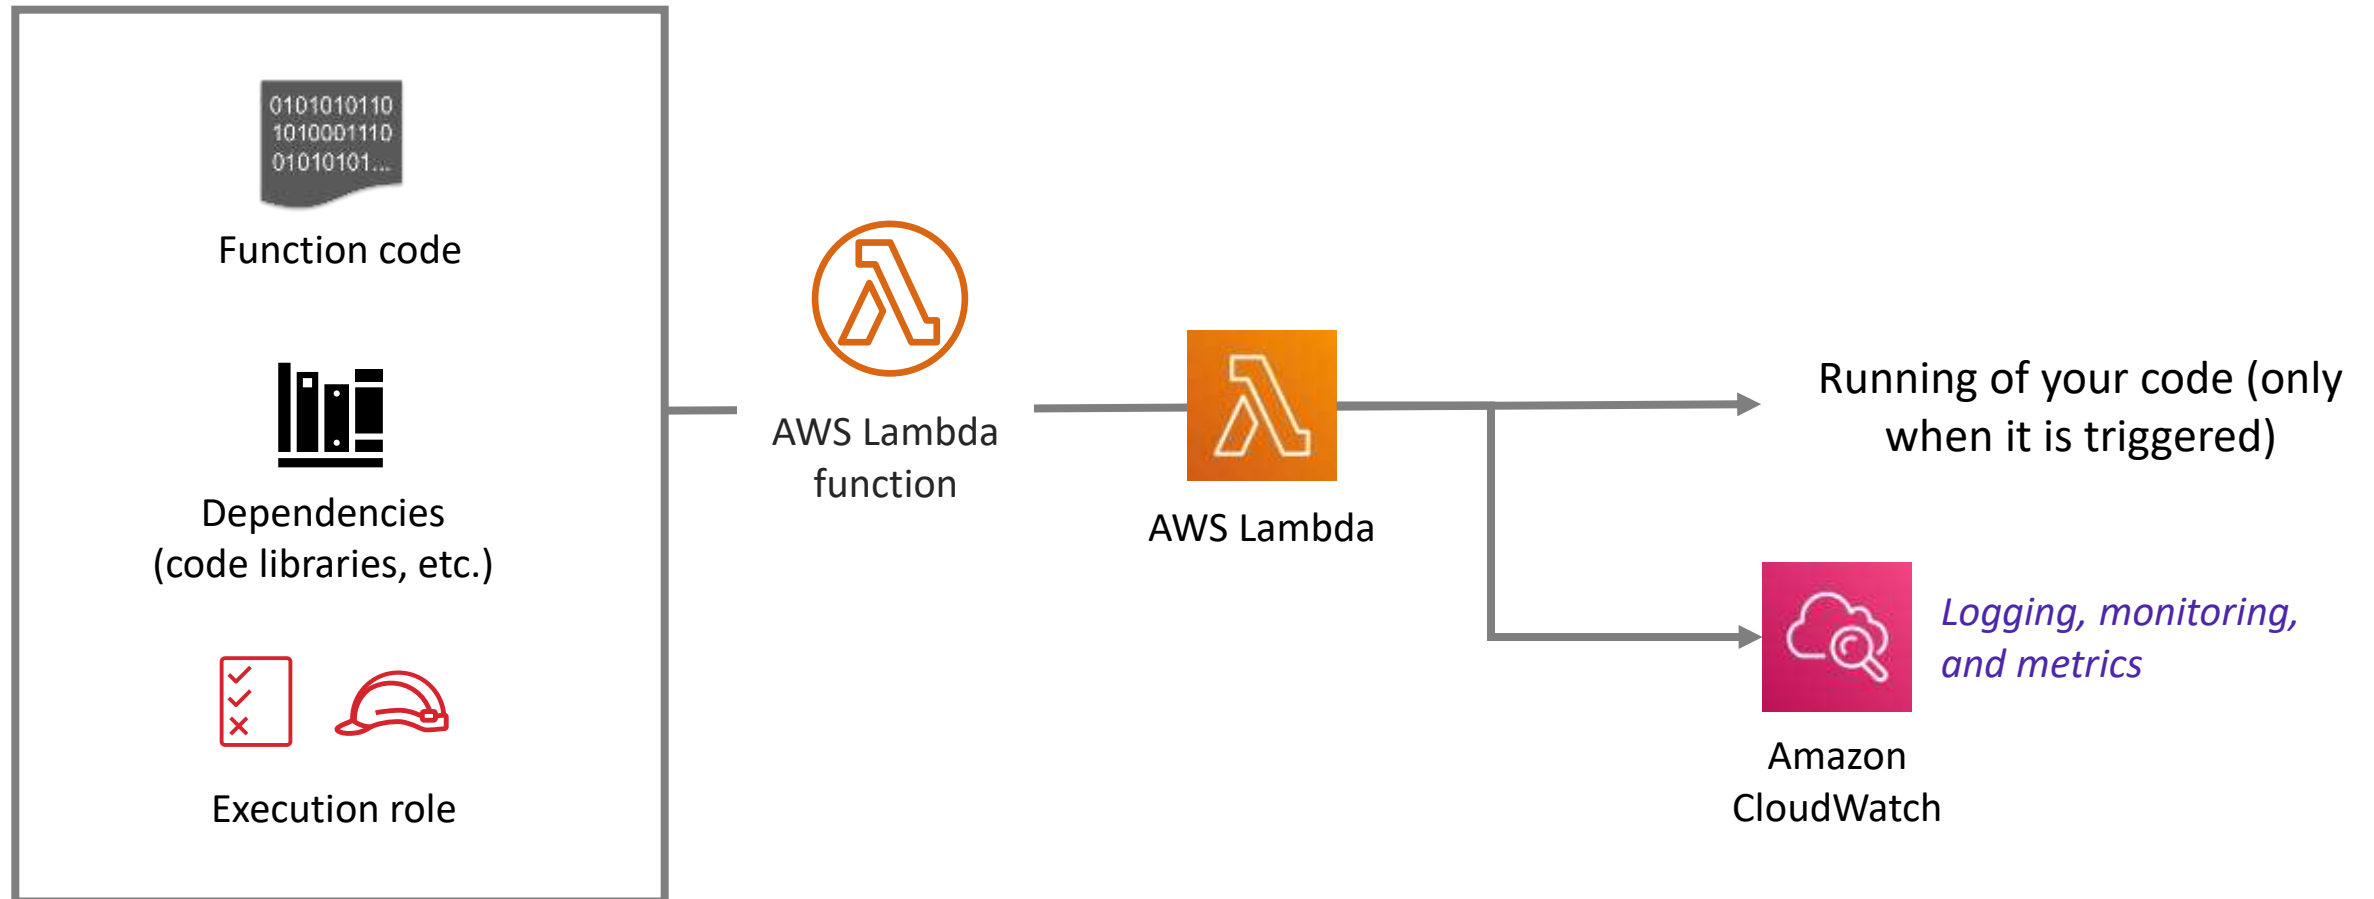 0101010110
1010001110
01010101...
Function code
Dependencies
(code libraries, etc.)
Execution role
AWS Lambda
function
AWS Lambda
Running of your code (only
when it is triggered)
Logging, monitoring,
and metrics
Amazon
CloudWatch